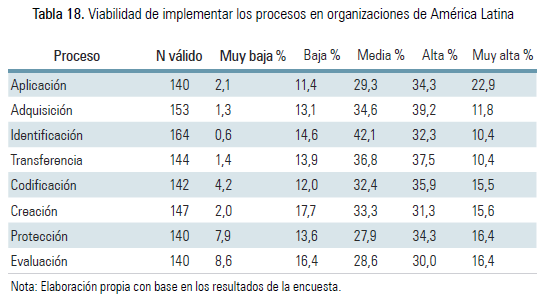 Tabla 18. Viabilidad de implementar los procesos en organizaciones de América Latina
Proceso N válido Muy baja % Baja % Media % Alta % Muy alta %
Aplicación 140 2,1 11,4 29,3 34,3 22,9
Adquisición 153 1,3 13,1 34,6 39,2 11,8
Identificación 164 0,6 14,6 42,1 32,3 10,4
Transferencia 144 1,4 13,9 36,8 37,5 10,4
Codificación 142 4,2 12,0 32,4 35,9 15,5
Creación 147 2,0 17,7 33,3 31,3 15,6
Protección 140 7,9 13,6 27,9 34,3 16,4
Evaluación 140 8,6 16,4 28,6 30,0 16,4
Nota: Elaboración propia con base en los resultados de la encuesta.